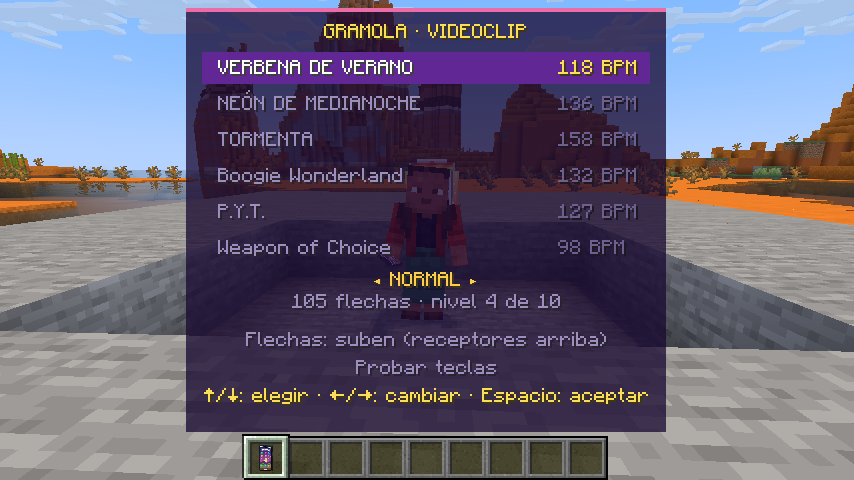 GRAMOLA · VIDEOCLIP
VERBENA DE VERANO 118 BPM
NEÓN DE MEDIANOCHE 136 BPM
TORMENTA 158 BPM
Boogie Wonderland 132 BPM
P.Y.T. 127 BPM
Weapon of Choice 98 BPM
◂ NORMAL ▸
105 flechas · nivel 4 de 10
Flechas: suben (receptores arriba)
Probar teclas
↑/↓: elegir · ←/→: cambiar · Espacio: aceptar